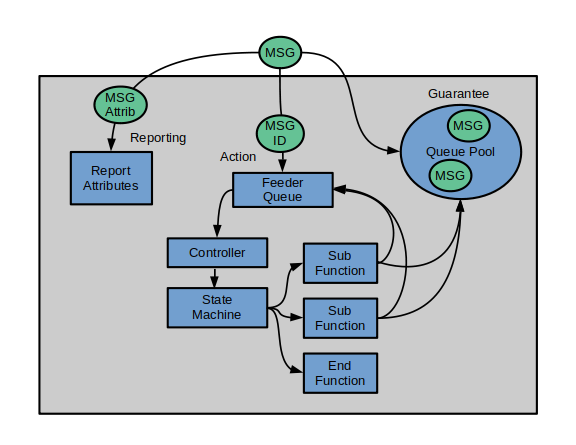 MSG
Guarantee
MSG
Attrib
MSG
ID
MSG
Queue Pool
MSG
Reporting
Action
Report
Attributes
Feeder
Queue
Controller
Sub
Function
State
Machine
Sub
Function
End
Function